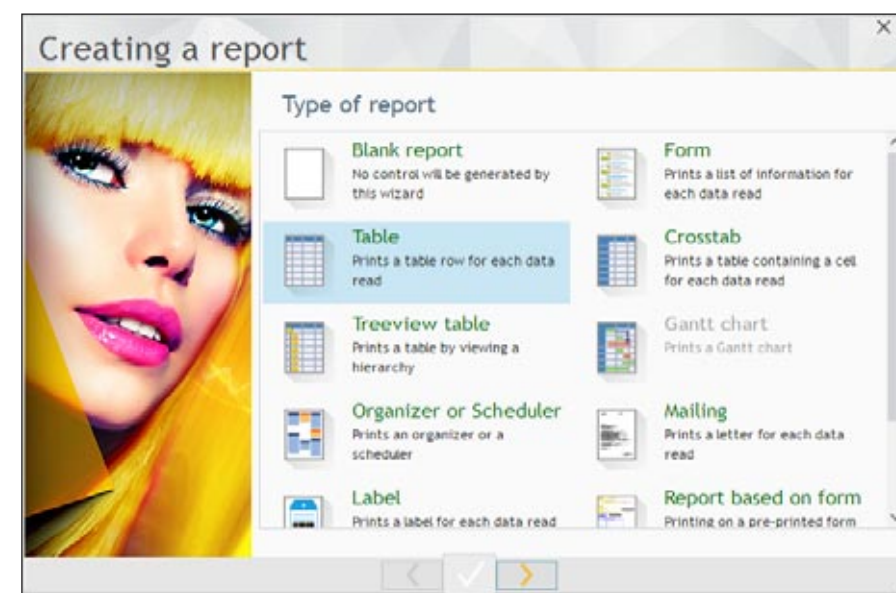 Creating a report
Type of report
Blank report
No control will be generated by
this wizard
Form
Prints a list of information for
each data read
Table
Prints a table row for each data
read
Crosstab
Prints a table containing a cell
for each data read
Treeview table
Prints a table by viewing a
hierarchy
Gantt chart
Prints a Gantt chart
Organizer or Scheduler
Prints an organizer or a
scheduler
Mailing
Prints a letter for each data
read
Label
Prints a label for each data read
Report based on form
Printing on a pre-printed form